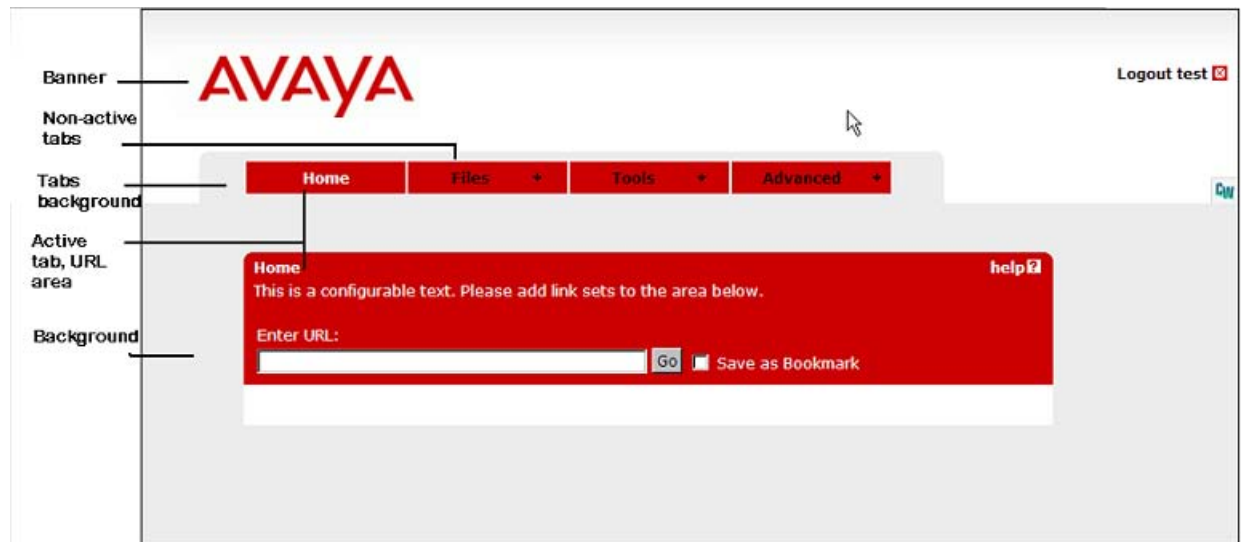 Banner
AVAYA
Logout test
Non-active
tabs
Tabs
background
Home Files + Tools + Advanced +
CW
Active
tab, URL
area
Home help?
This is a configurable text. Please add link sets to the area below.
Background
Enter URL:
Go Save as Bookmark